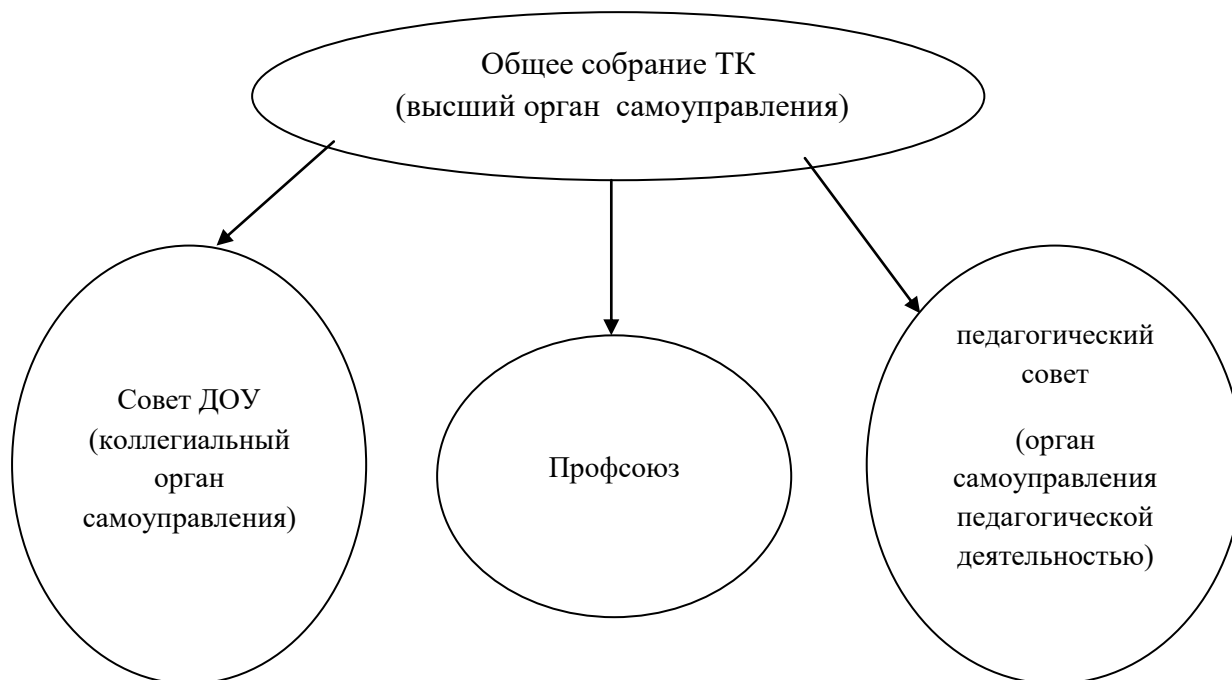 Общее собрание ТК
(высший орган самоуправления)
Совет ДОУ
(коллегиальный
орган
самоуправления)
Профсоюз
педагогический
совет
(орган
самоуправления
педагогической
деятельностью)